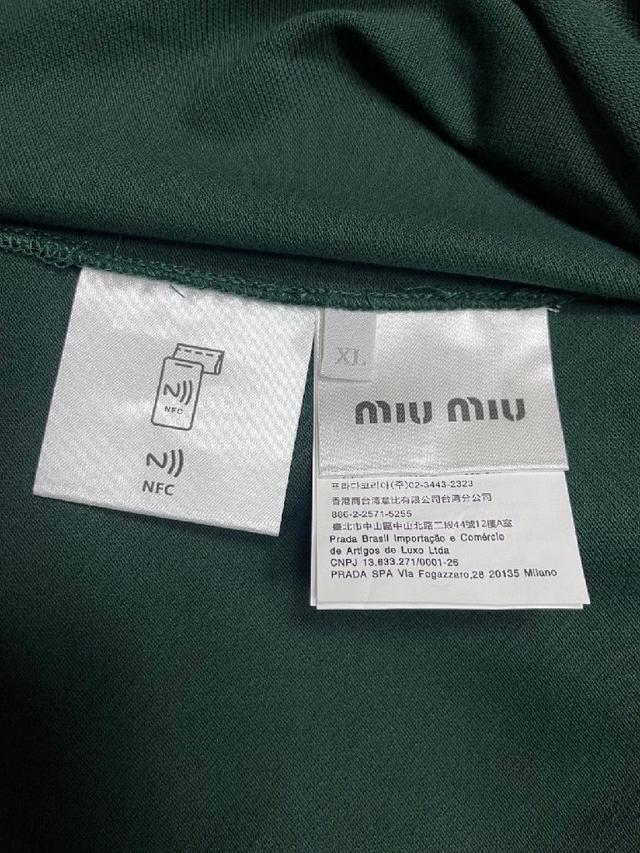 NFC
NFC
XL
miu miu
프라다코리아(주)02-3443-2323
香港商台湾意比有限公司台湾分公司
886-2-2571-5255
臺北市中山區中山北路二段44號12樓A室
Prada Brasil Importação e Comércio
de Artigos de Luxo Ltda
CNPJ 13.633.271/0001-26
PRADA SPA Via Fogazzaro,28 20135 Milano